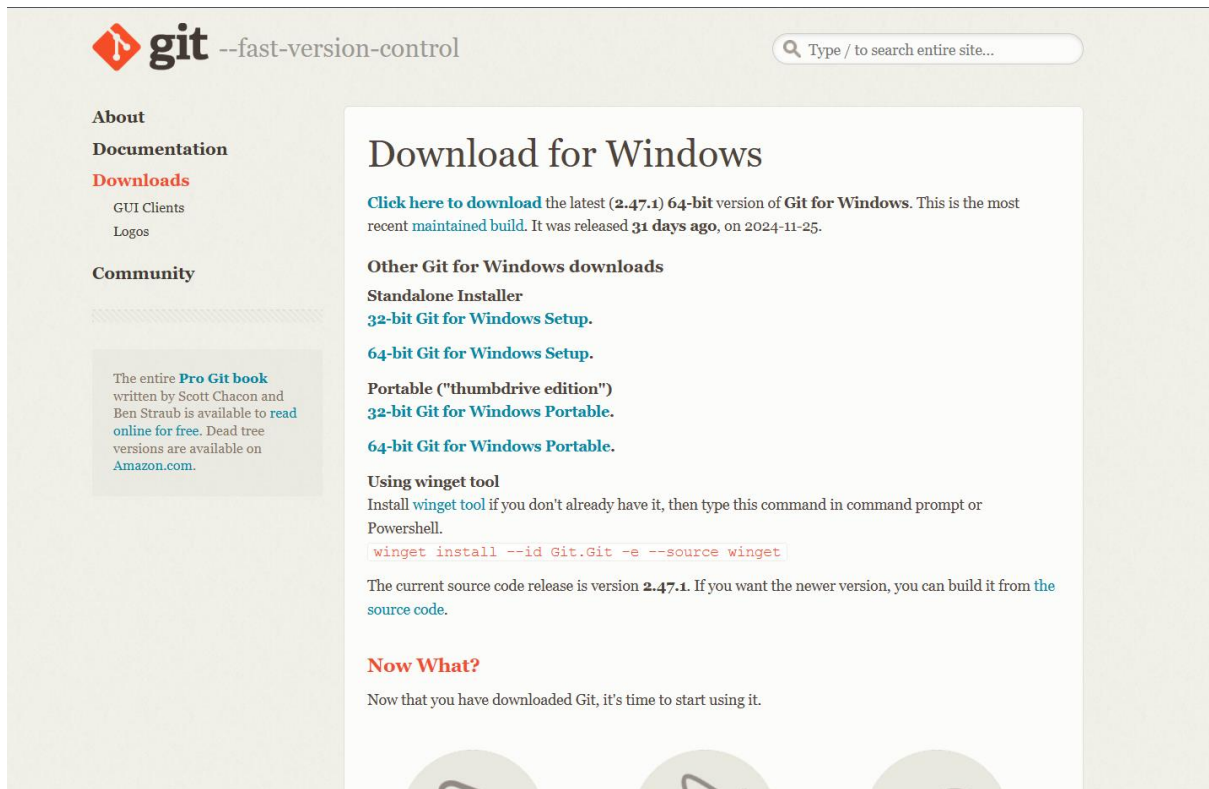 git --fast-version-control
Type / to search entire site...
About
Documentation
Downloads
GUI Clients
Logos
Community
The entire Pro Git book
written by Scott Chacon and
Ben Straub is available to read
online for free. Dead tree
versions are available on
Amazon.com.
Download for Windows
Click here to download the latest (2.47.1) 64-bit version of Git for Windows. This is the most
recent maintained build. It was released 31 days ago, on 2024-11-25.
Other Git for Windows downloads
Standalone Installer
32-bit Git for Windows Setup.
64-bit Git for Windows Setup.
Portable ("thumbdrive edition")
32-bit Git for Windows Portable.
64-bit Git for Windows Portable.
Using winget tool
Install winget tool if you don't already have it, then type this command in command prompt or
Powershell.
winget install --id Git.Git -e --source winget
The current source code release is version 2.47.1. If you want the newer version, you can build it from the
source code.
Now What?
Now that you have downloaded Git, it's time to start using it.